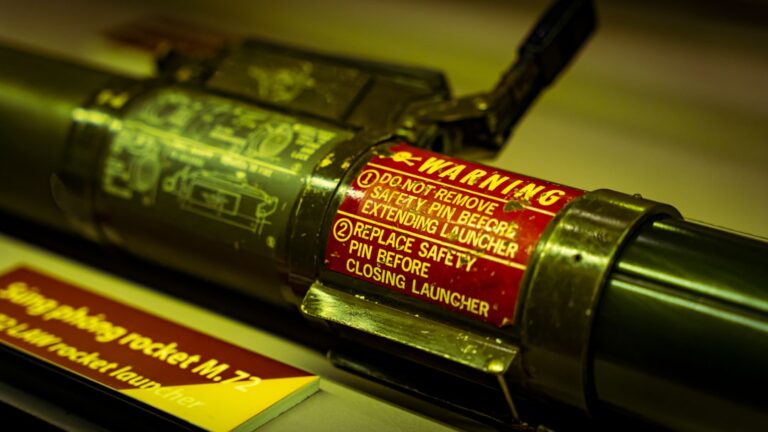 WARNING
① DO NOT REMOVE
SAFETY PIN BEFORE
EXTENDING LAUNCHER
② REPLACE SAFETY
PIN BEFORE
CLOSING LAUNCHER
Súng phóng rocket M.72
LAW rocket launcher